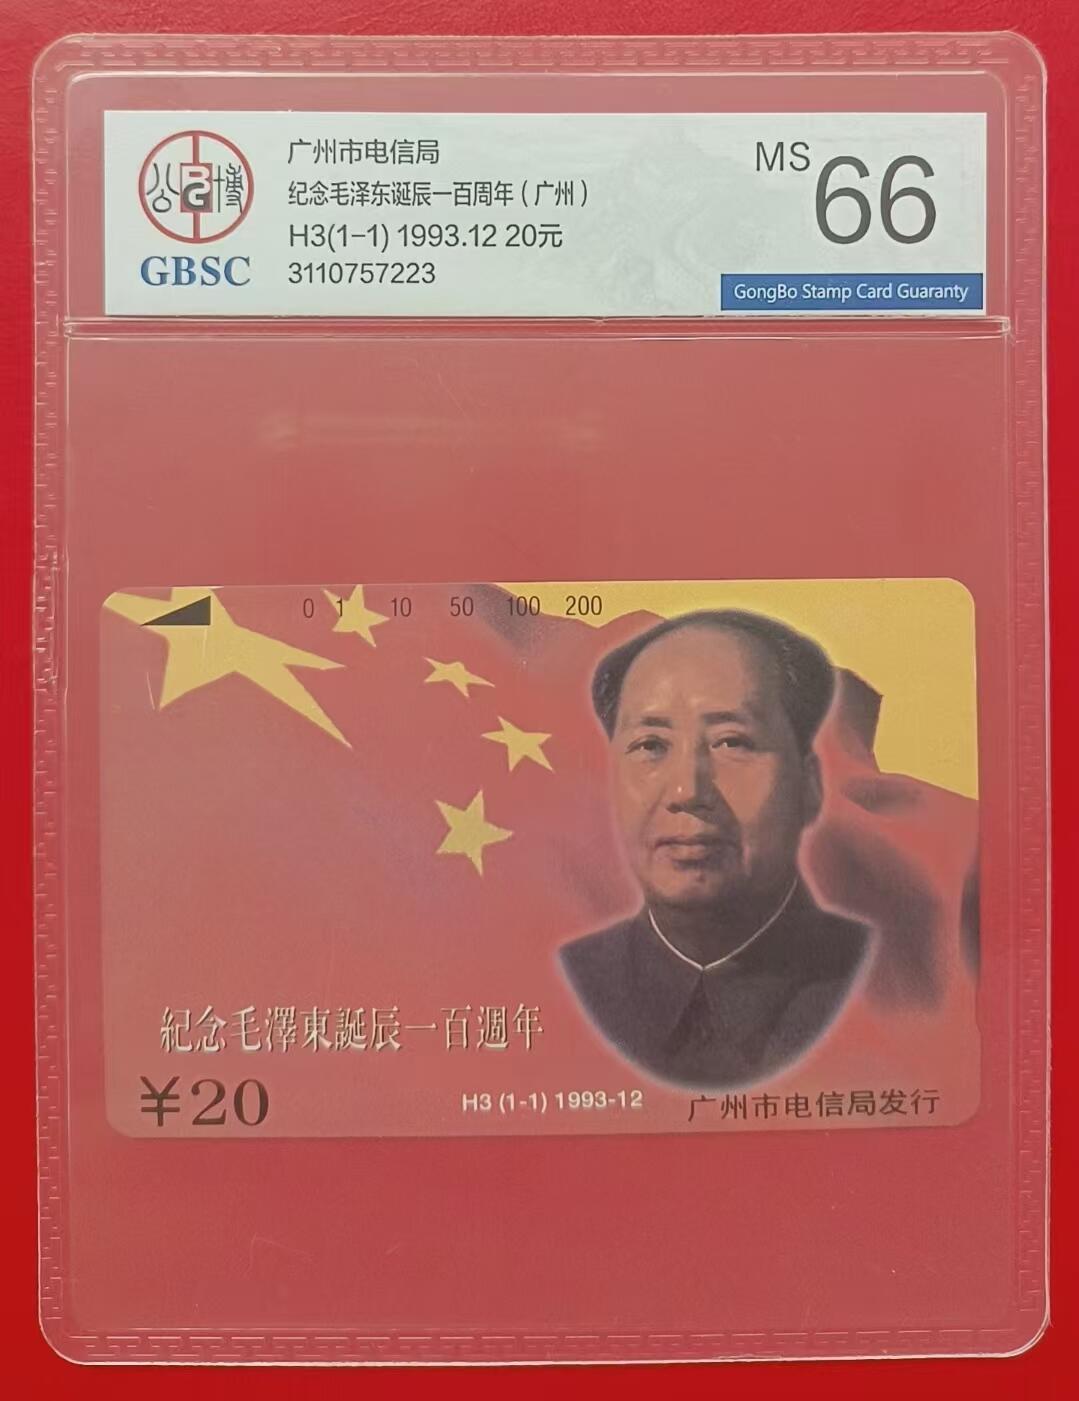 公博
BG
GBSC
广州市电信局
纪念毛泽东诞辰一百周年（广州）
H3(1-1) 1993.12 20元
3110757223
MS 66
GongBo Stamp Card Guaranty
0 1 10 50 100 200
紀念毛澤東誕辰一百週年
¥20
H3 (1-1) 1993-12
广州市电信局发行